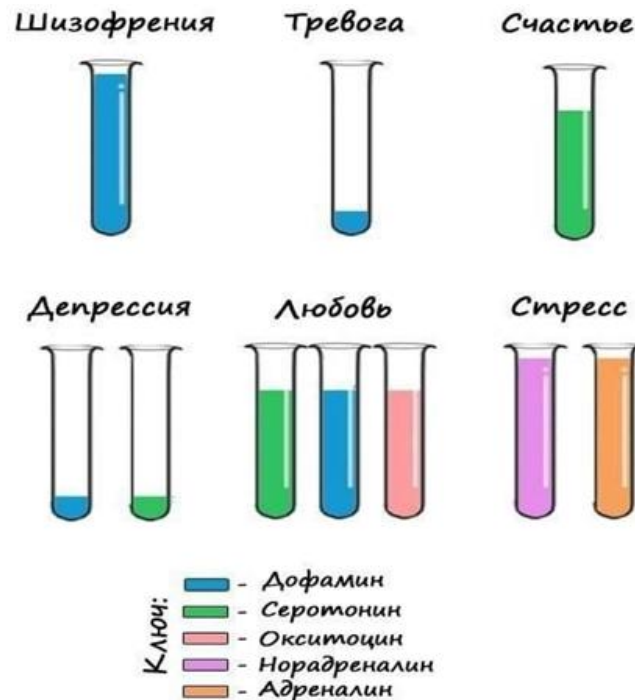 Шизофрения Тревога Счастье
Депрессия Любовь Стресс
Ключ:
- Дофамин
- Серотонин
- Окситоцин
- Норадреналин
- Адреналин